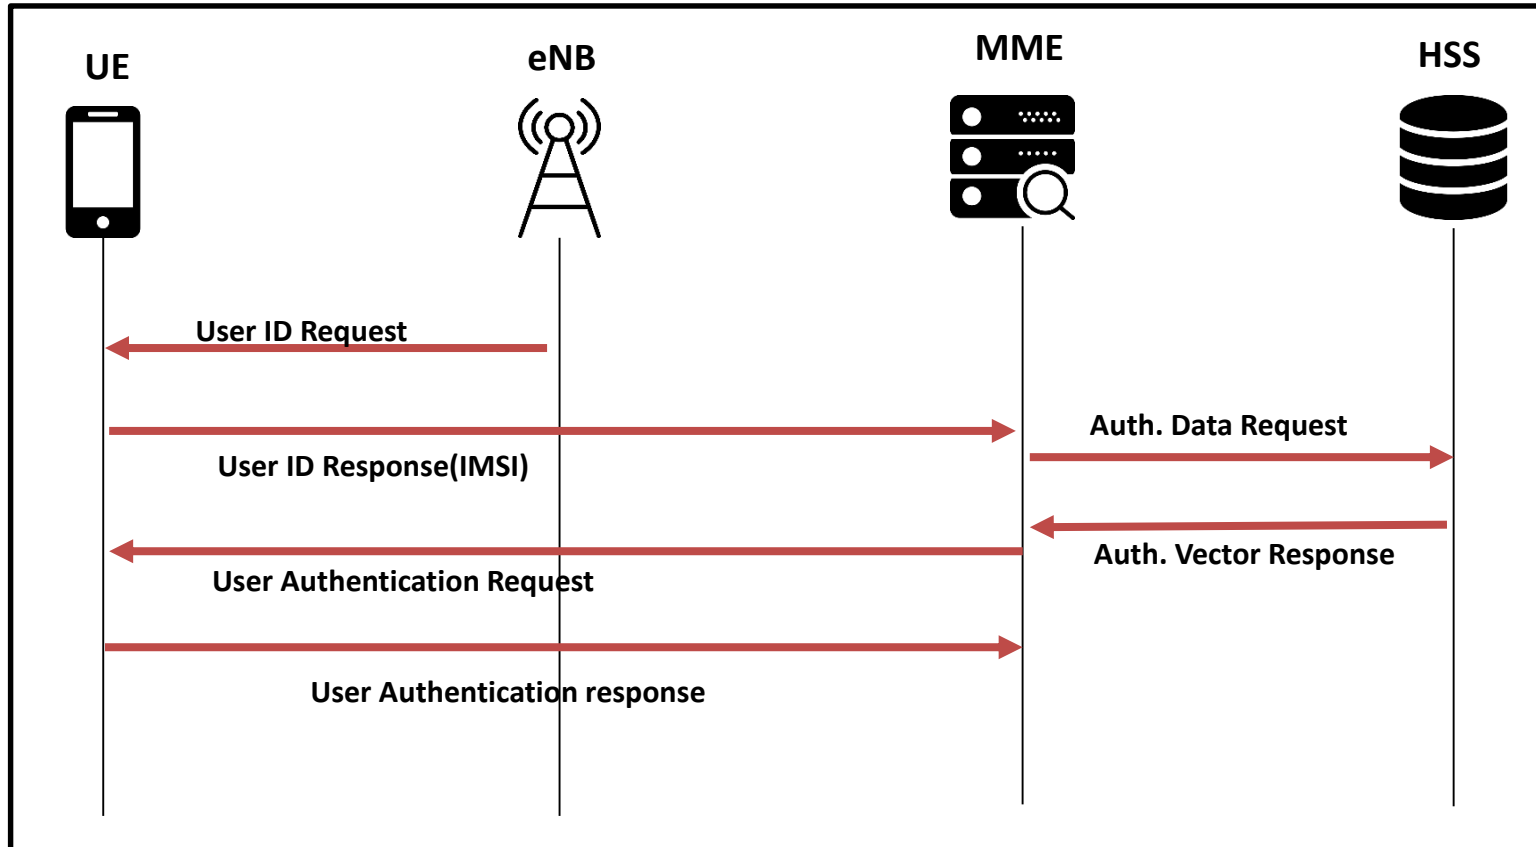 UE
eNB
MME
HSS
User ID Request
Auth. Data Request
User ID Response(IMSI)
Auth. Vector Response
User Authentication Request
User Authentication response